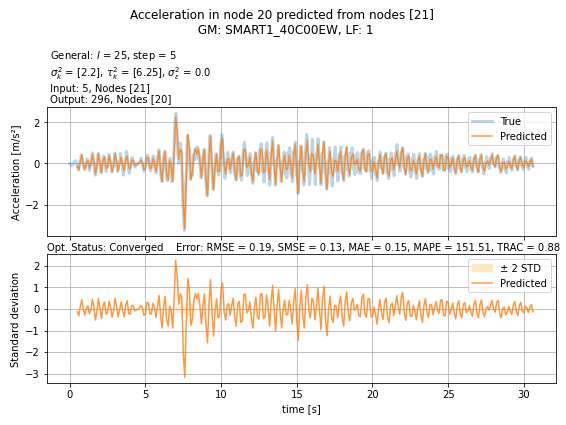 Acceleration in node 20 predicted from nodes [21]
GM: SMART1_40C00EW, LF: 1
General: l = 25, step = 5
σ²ₖ = [2.2], τ²ₖ = [6.25], σ²ε = 0.0
Input: 5, Nodes [21]
Output: 296, Nodes [20]
Acceleration [m/s²]
2
0
−2
True
Predicted
Opt. Status: Converged    Error: RMSE = 0.19, SMSE = 0.13, MAE = 0.15, MAPE = 151.51, TRAC = 0.88
Standard deviation
2
1
0
−1
−2
−3
± 2 STD
Predicted
0 5 10 15 20 25 30
time [s]